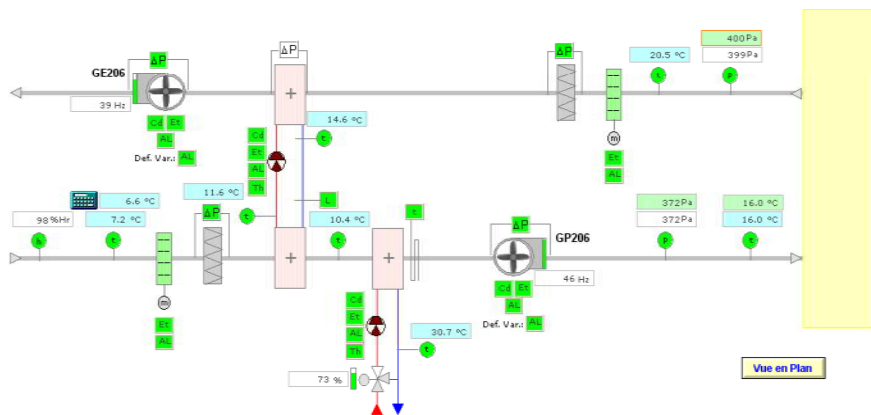 400Pa
ΔP ΔP ΔP 20.5 °C 399Pa
GE206
t p
39 Hz
Cd Et
14.6 °C
AL
Cd t
m
Def. Var.: AL
Et
Et
AL
AL
Th
11.6 °C
6.6 °C
L
372Pa 16.0 °C
98%Hr 7.2 °C ΔP t 10.4 °C t 372Pa 16.0 °C
ΔP
GP206
h t t p t
46 Hz
m
Cd Et
Cd
AL
Et
Et
AL
Def. Var.: AL
AL
30.7 °C
Th
t
Vue en Plan
73 %